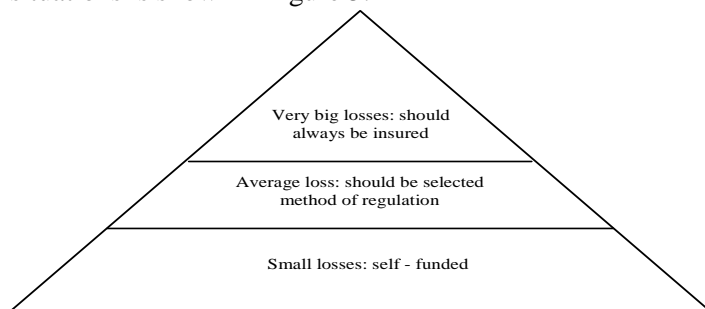 Very big losses: should
always be insured
Average loss: should be selected
method of regulation
Small losses: self - funded